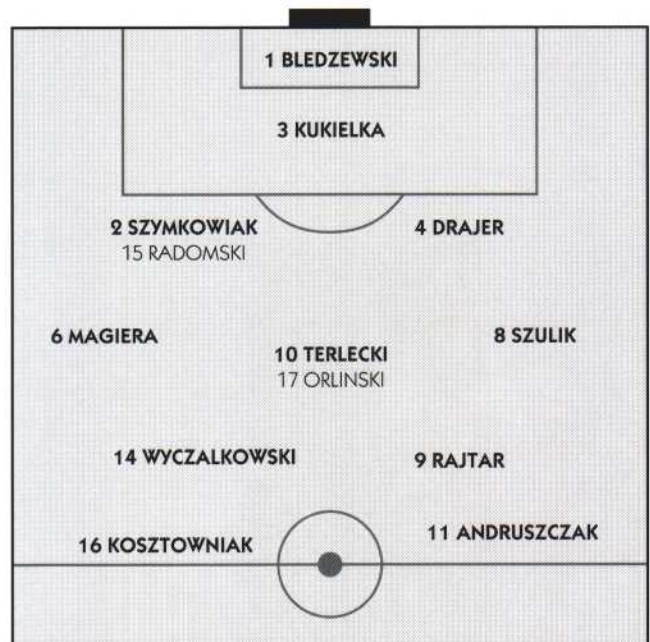 1 BLEDZEWSKI
3 KUKIELKA
2 SZYMKOWIAK
15 RADOMSKI
4 DRAJER
6 MAGIERA
10 TERLECKI
17 ORLINSKI
8 SZULIK
14 WYCZALKOWSKI
9 RAJTAR
16 KOSZTOWNIAK
11 ANDRUSZCZAK